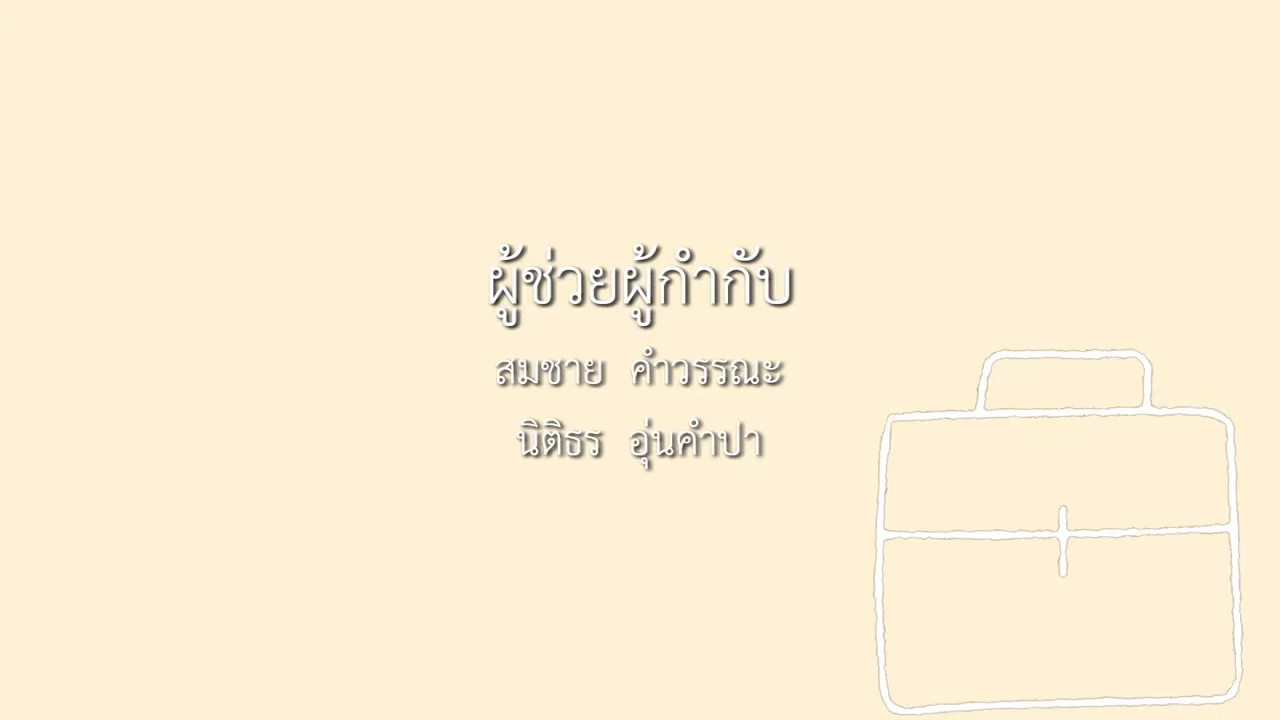 ผู้ช่วยผู้กำกับ
สมชาย คำวรรณะ
นิติธร อุ่นคำปา